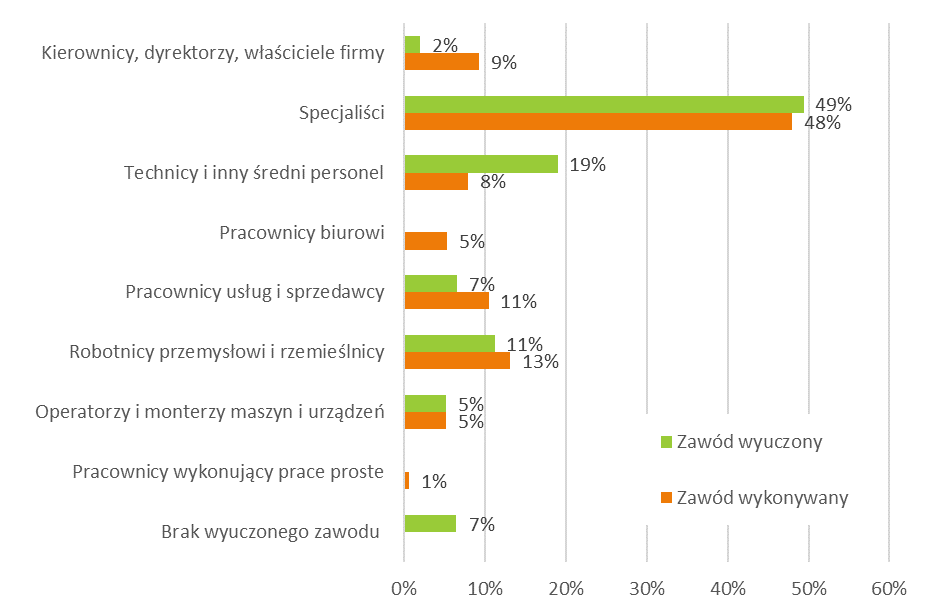 Kierownicy, dyrektorzy, właściciele firmy
2%
9%
Specjaliści
49%
48%
Technicy i inny średni personel
19%
8%
Pracownicy biurowi
5%
Pracownicy usług i sprzedawcy
7%
11%
Robotnicy przemysłowi i rzemieślnicy
11%
13%
Operatorzy i monterzy maszyn i urządzeń
5%
5%
Pracownicy wykonujący prace proste
1%
Brak wyuczonego zawodu
7%
Zawód wyuczony
Zawód wykonywany
0% 10% 20% 30% 40% 50% 60%